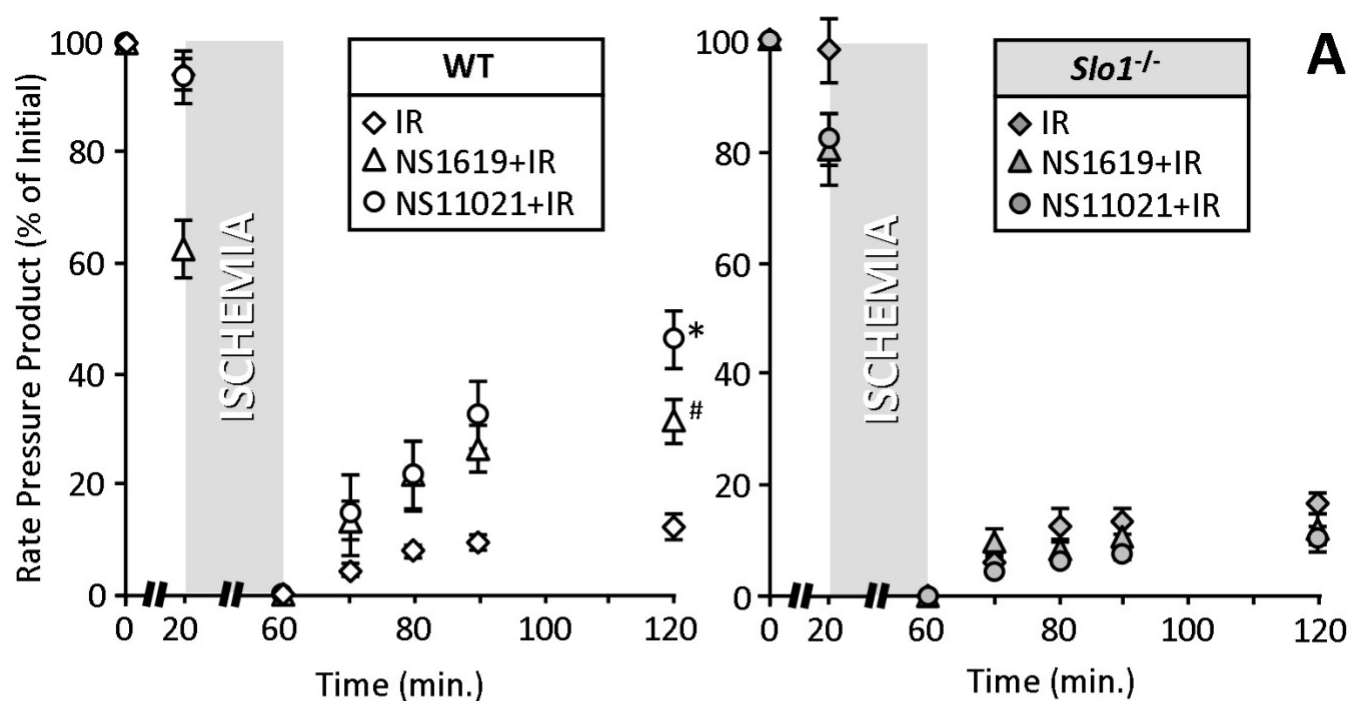 Rate Pressure Product (% of Initial)
100
80
60
40
20
0
ISCHEMIA
WT
IR
NS1619+IR
NS11021+IR
*
#
0 20 60 80 100 120
Time (min.)
A
100
80
60
40
20
0
ISCHEMIA
Slo1-/-
IR
NS1619+IR
NS11021+IR
0 20 60 80 100 120
Time (min.)